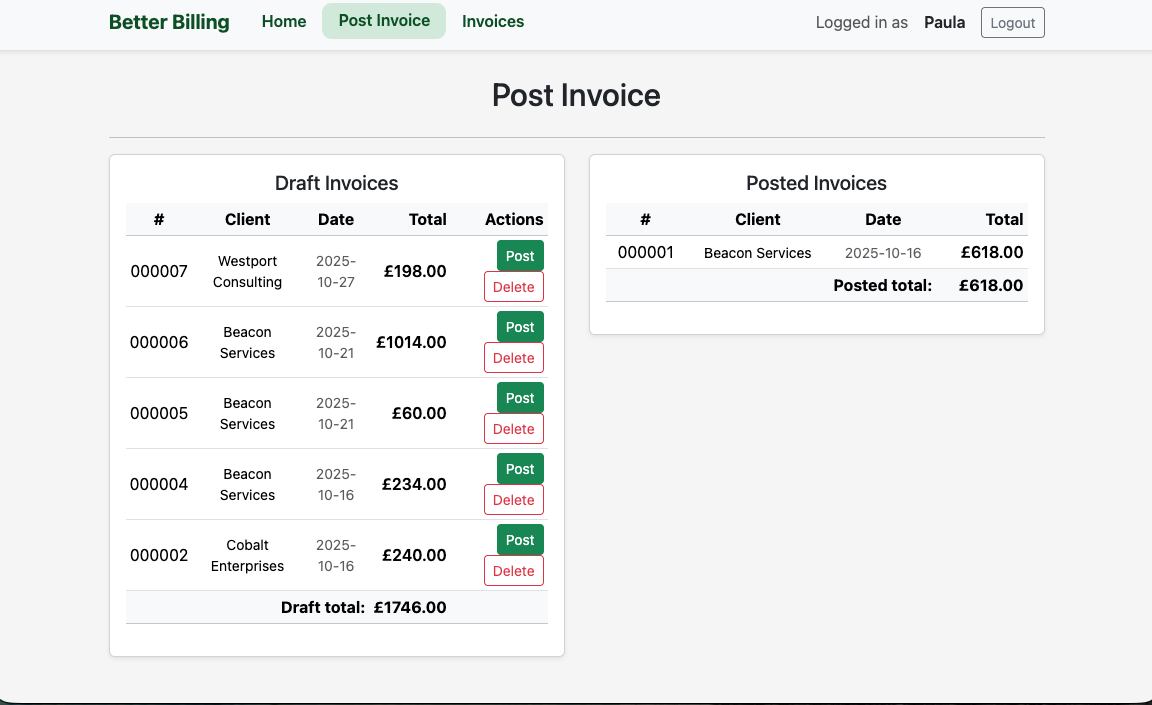 Better Billing Home Post Invoice Invoices Logged in as Paula Logout
Post Invoice
Draft Invoices
# Client Date Total Actions
000007 Westport Consulting 2025-10-27 £198.00 Post Delete
000006 Beacon Services 2025-10-21 £1014.00 Post Delete
000005 Beacon Services 2025-10-21 £60.00 Post Delete
000004 Beacon Services 2025-10-16 £234.00 Post Delete
000002 Cobalt Enterprises 2025-10-16 £240.00 Post Delete
Draft total: £1746.00
Posted Invoices
# Client Date Total
000001 Beacon Services 2025-10-16 £618.00
Posted total: £618.00